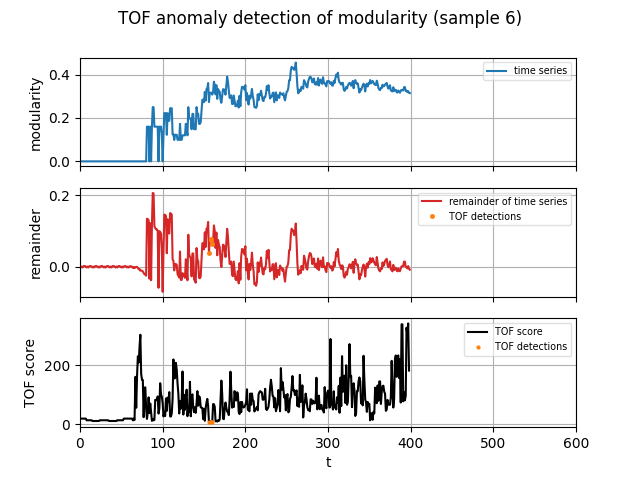 TOF anomaly detection of modularity (sample 6)
modularity
0.4
0.2
0.0
time series
remainder
0.2
0.0
remainder of time series
TOF detections
TOF score
200
0
TOF score
TOF detections
0 100 200 300 400 500 600
t